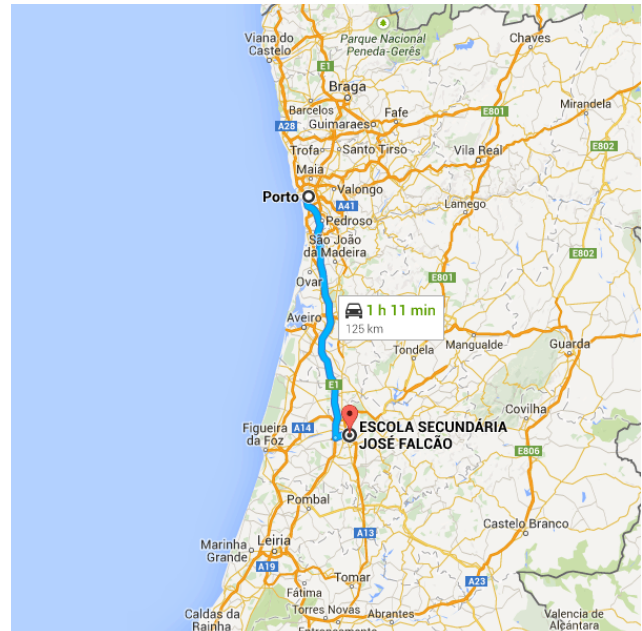 Parque Nacional
Peneda-Gerês
Viana do
Castelo
Chaves
E1
Braga
Barcelos
Fafe
E801
Mirandela
A28
Guimaraes
E802
Trofa
Santo Tirso
Vila Real
Maia
Porto
Valongo
A41
Lamego
Pedroso
São João
da Madeira
E801
E802
Ovar
1 h 11 min
125 km
Aveiro
Mangualde
Guarda
Tondela
E1
Covilha
ESCOLA SECUNDÁRIA
JOSÉ FALCÃO
A14
Figueira
da Foz
E806
Pombal
A13
Castelo Branco
Marinha
Grande
Leiria
A19
Tomar
A23
Fátima
Caldas da
Rainha
Torres Novas
Abrantes
Valencia de
Alcántara